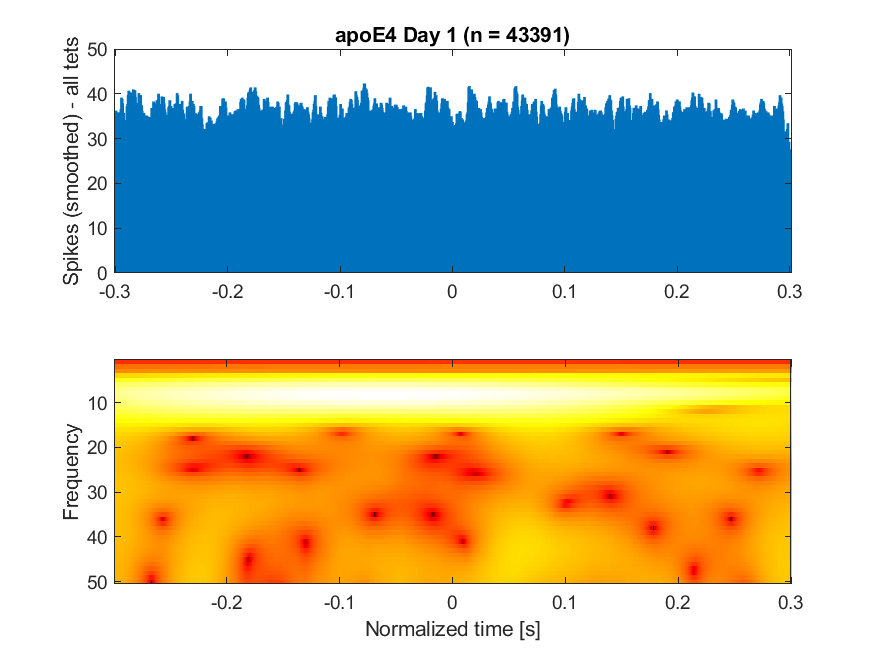 apoE4 Day 1 (n = 43391)
Spikes (smoothed) - all tets
50
40
30
20
10
0
-0.3 -0.2 -0.1 0 0.1 0.2 0.3
Frequency
10
20
30
40
50
-0.2 -0.1 0 0.1 0.2 0.3
Normalized time [s]